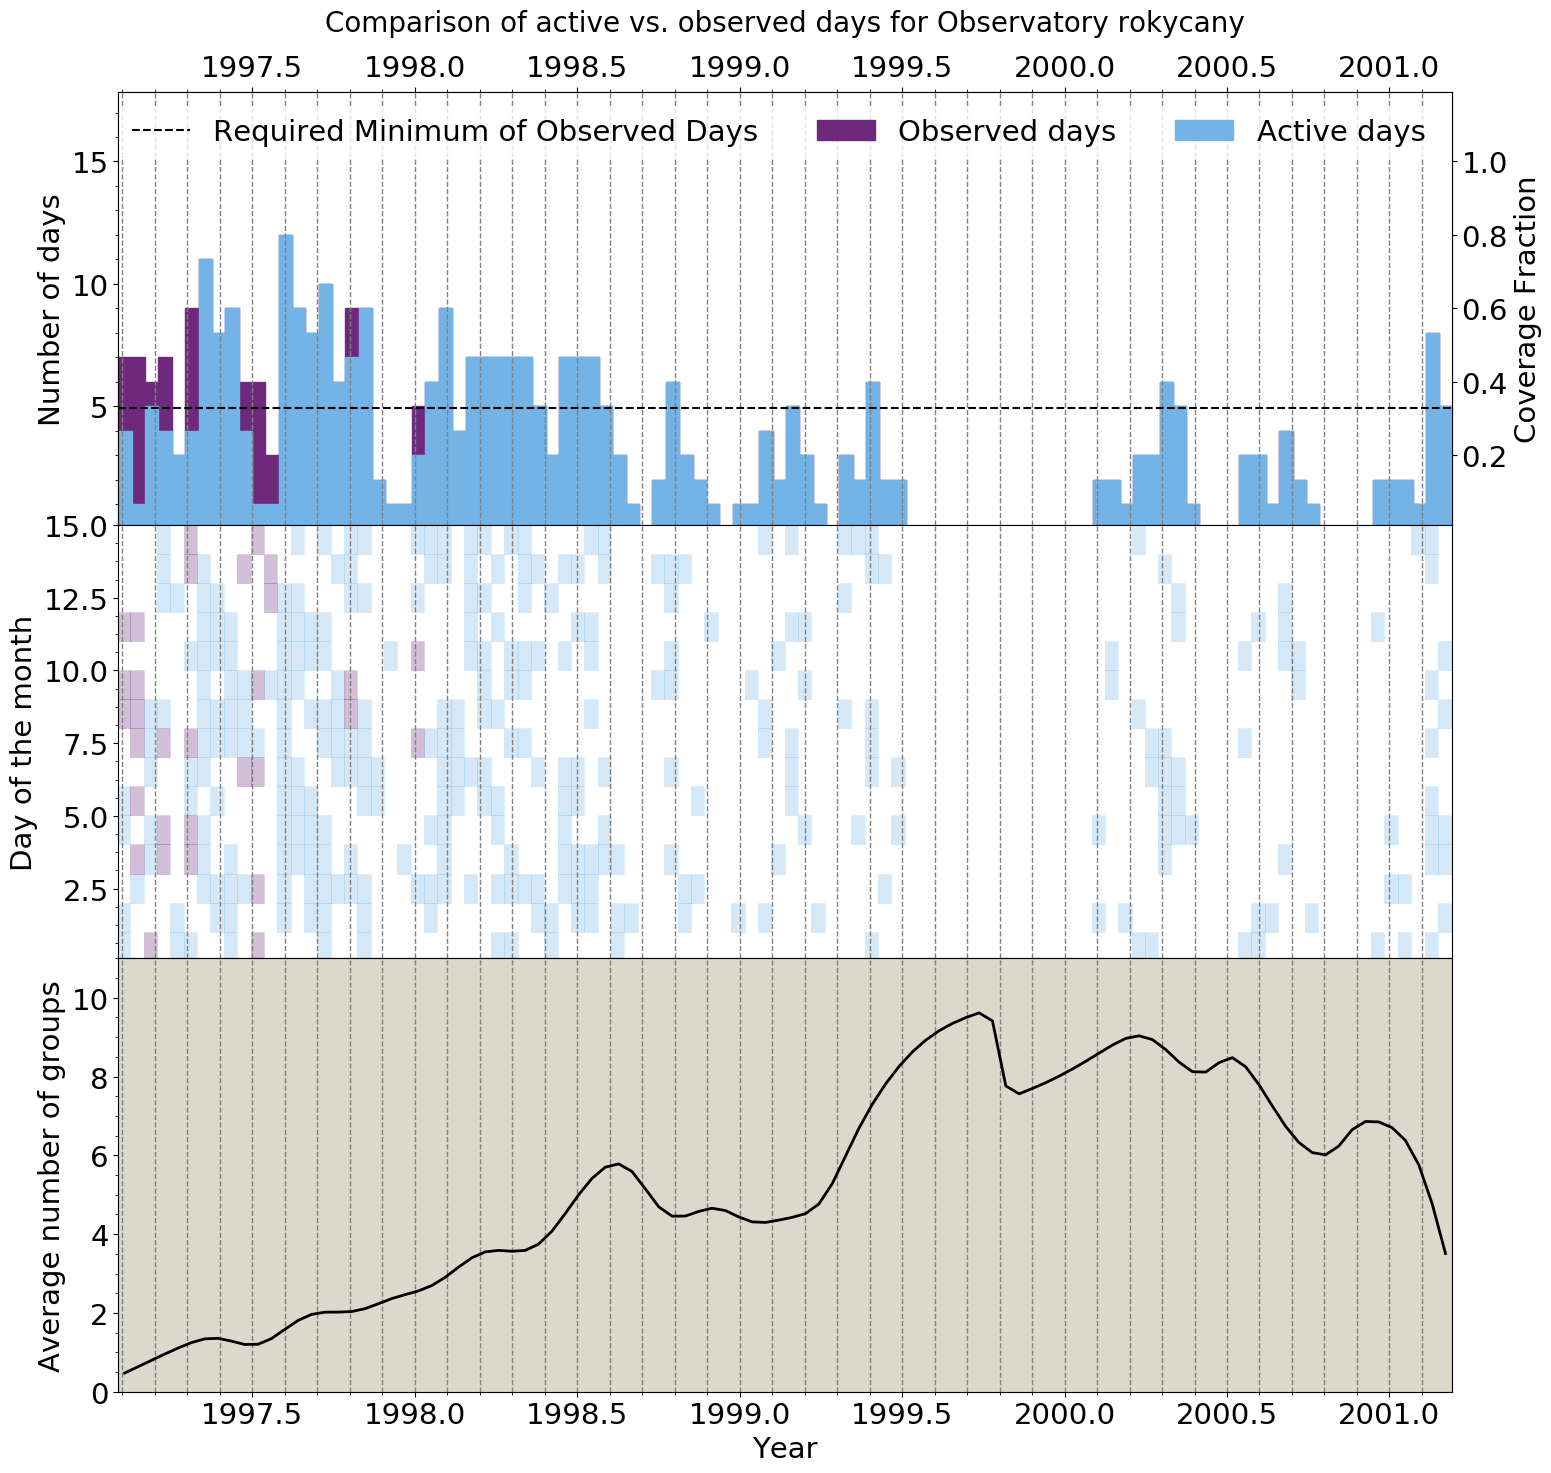 Comparison of active vs. observed days for Observatory rokycany
1997.5 1998.0 1998.5 1999.0 1999.5 2000.0 2000.5 2001.0
Required Minimum of Observed Days Observed days Active days
Number of days
15
10
5
Coverage Fraction
1.0
0.8
0.6
0.4
0.2
Day of the month
15.0
12.5
10.0
7.5
5.0
2.5
Average number of groups
10
8
6
4
2
0
1997.5 1998.0 1998.5 1999.0 1999.5 2000.0 2000.5 2001.0
Year